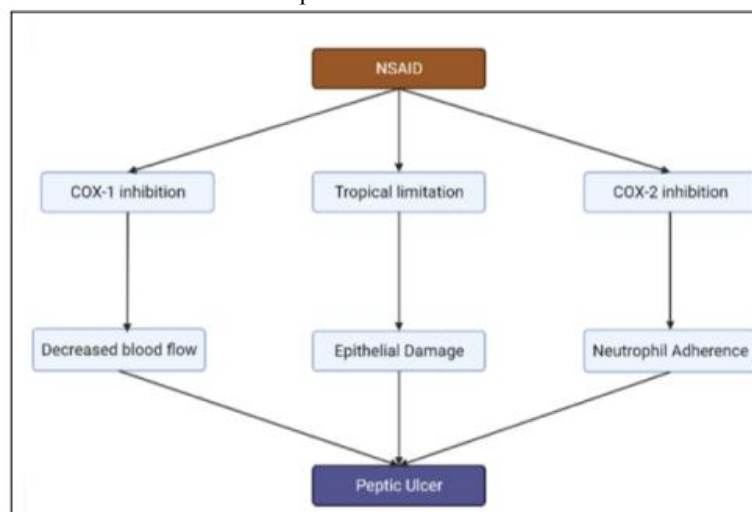 NSAID
COX-1 inhibition
Tropical limitation
COX-2 inhibition
Decreased blood flow
Epithelial Damage
Neutrophil Adherence
Peptic Ulcer